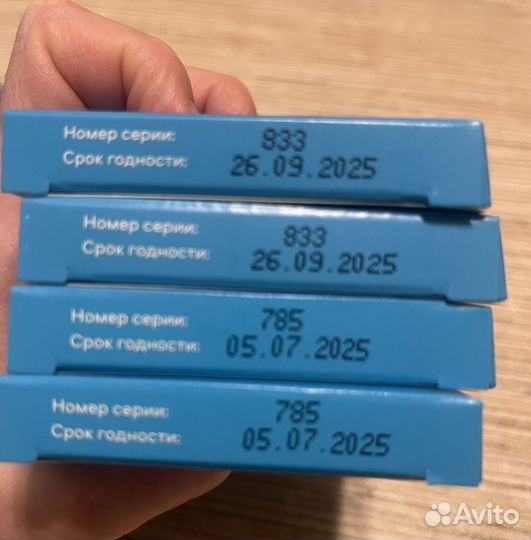 Номер серии: 833
Срок годности: 26.09.2025
Номер серии: 833
Срок годности: 26.09.2025
Номер серии: 785
Срок годности: 05.07.2025
Номер серии: 785
Срок годности: 05.07.2025
Avito